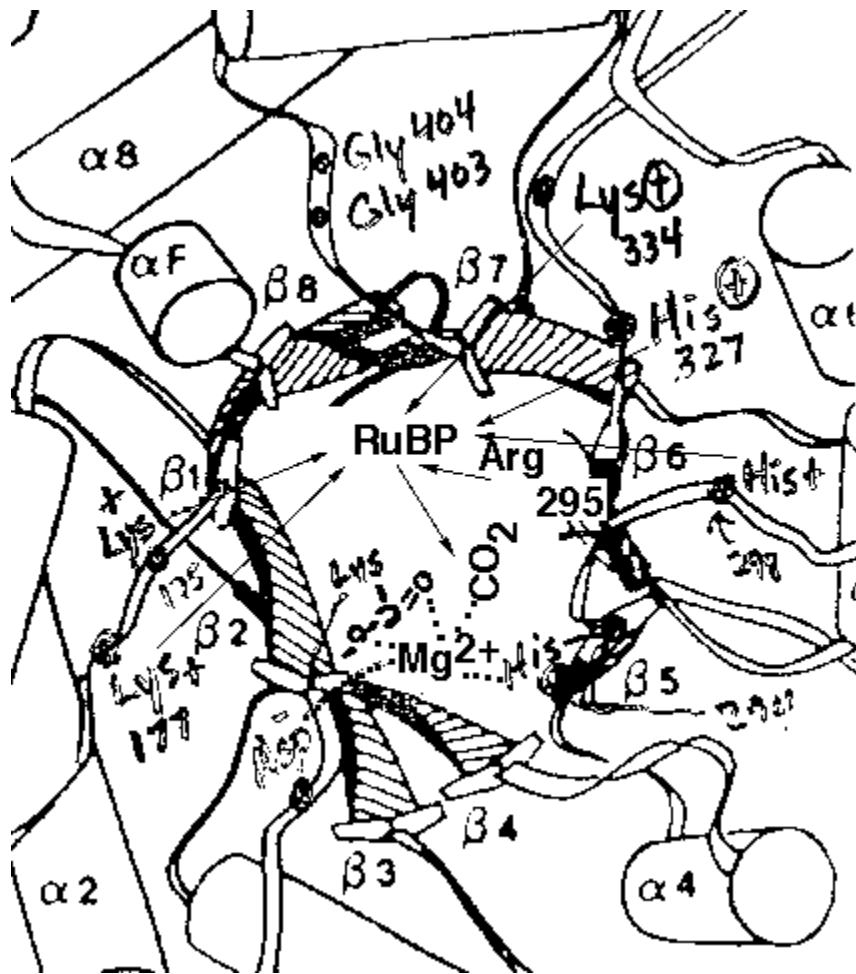 α8
Gly 404
Gly 403
Lys +
334
αF
β8
β7
His +
327
RuBP
Arg
295
β6
His+
β1
+
Lys
175
Lys
CO2
β2
Mg2+
His
Lys+
177
β5
Asp
β4
β3
α2
α4